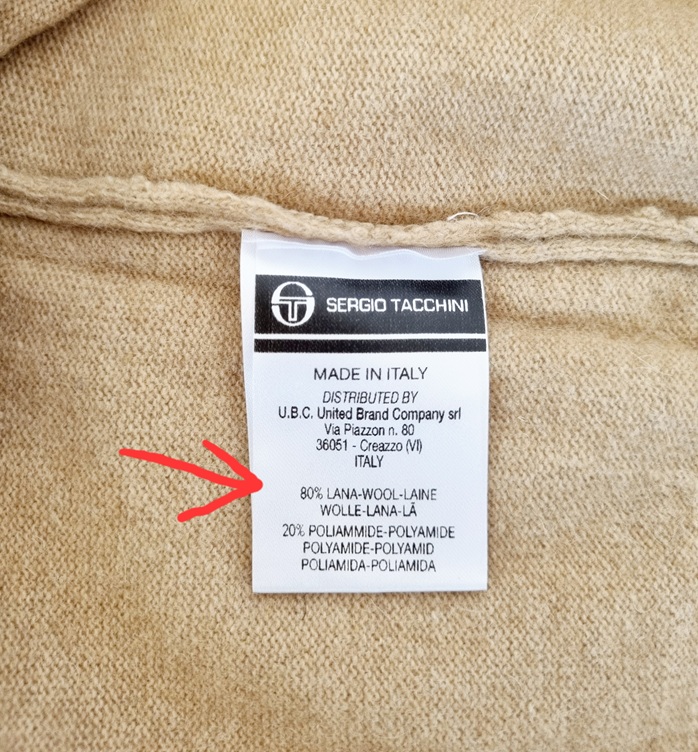 SERGIO TACCHINI
MADE IN ITALY
DISTRIBUTED BY
U.B.C. United Brand Company srl
Via Piazzon n. 80
36051 - Creazzo (VI)
ITALY
80% LANA-WOOL-LAINE
WOLLE-LANA-LÃ
20% POLIAMMIDE-POLYAMIDE
POLYAMIDE-POLYAMID
POLIAMIDA-POLIAMIDA